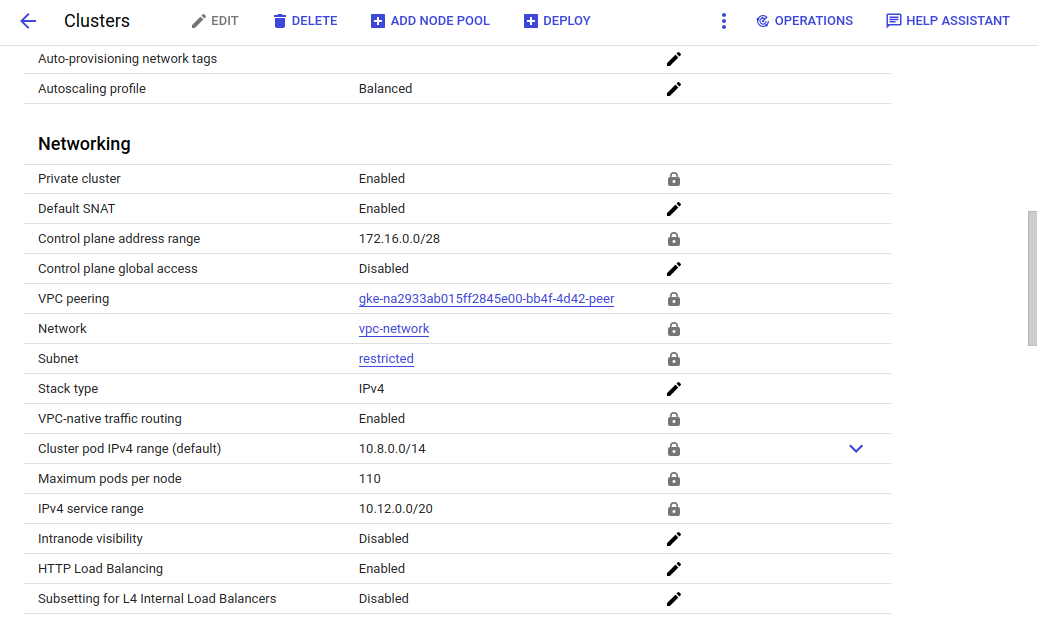 Clusters EDIT DELETE ADD NODE POOL DEPLOY OPERATIONS HELP ASSISTANT
Auto-provisioning network tags
Autoscaling profile Balanced
Networking
Private cluster Enabled
Default SNAT Enabled
Control plane address range 172.16.0.0/28
Control plane global access Disabled
VPC peering gke-na2933ab015ff2845e00-bb4f-4d42-peer
Network vpc-network
Subnet restricted
Stack type IPv4
VPC-native traffic routing Enabled
Cluster pod IPv4 range (default) 10.8.0.0/14
Maximum pods per node 110
IPv4 service range 10.12.0.0/20
Intranode visibility Disabled
HTTP Load Balancing Enabled
Subsetting for L4 Internal Load Balancers Disabled